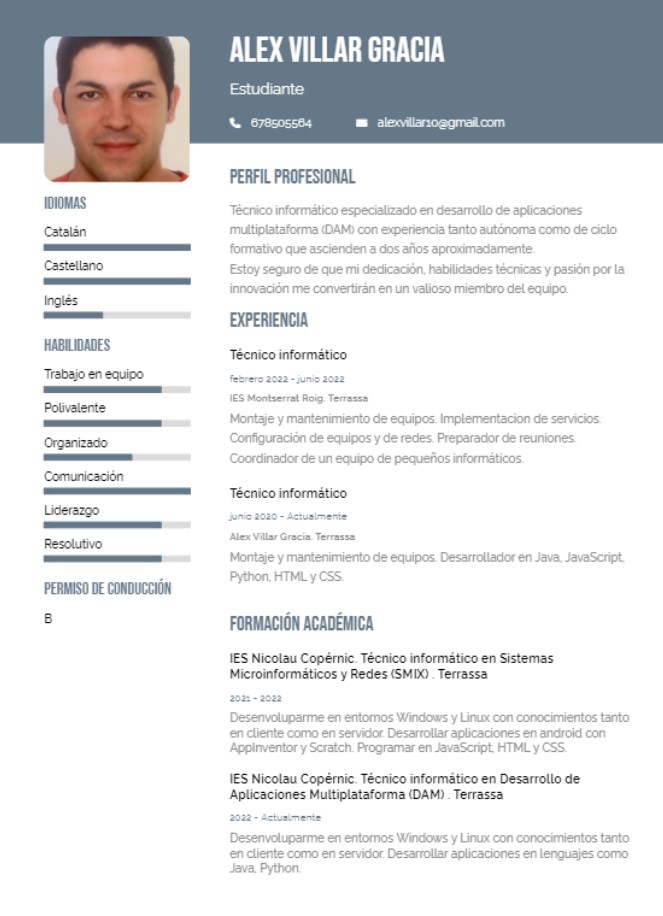 ALEX VILLAR GRACIA
Estudiante
678505564
alexvillar10@gmail.com
IDIOMAS
Catalán
Castellano
Inglés
HABILIDADES
Trabajo en equipo
Polivalente
Organizado
Comunicación
Liderazgo
Resolutivo
PERMISO DE CONDUCCIÓN
B
PERFIL PROFESIONAL
Técnico informático especializado en desarrollo de aplicaciones
multiplataforma (DAM) con experiencia tanto autónoma como de ciclo
formativo que ascienden a dos años aproximadamente.
Estoy seguro de que mi dedicación, habilidades técnicas y pasión por la
innovación me convertirán en un valioso miembro del equipo.
EXPERIENCIA
Técnico informático
febrero 2022 - junio 2022
IES Montserrat Roig. Terrassa
Montaje y mantenimiento de equipos. Implementacion de servicios.
Configuración de equipos y de redes. Preparador de reuniones.
Coordinador de un equipo de pequeños informáticos.
Técnico informático
junio 2020 - Actualmente
Alex Villar Gracia. Terrassa
Montaje y mantenimiento de equipos. Desarrollador en Java, JavaScript,
Python, HTML y CSS.
FORMACIÓN ACADÉMICA
IES Nicolau Copérnic. Técnico informático en Sistemas
Microinformáticos y Redes (SMIX) . Terrassa
2021 - 2022
Desenvoluparme en entornos Windows y Linux con conocimientos tanto
en cliente como en servidor. Desarrollar aplicaciones en android con
AppInventor y Scratch. Programar en JavaScript, HTML y CSS.
IES Nicolau Copérnic. Técnico informático en Desarrollo de
Aplicaciones Multiplataforma (DAM) . Terrassa
2022 - Actualmente
Desenvoluparme en entornos Windows y Linux con conocimientos tanto
en cliente como en servidor. Desarrollar aplicaciones en lenguajes como
Java, Python.